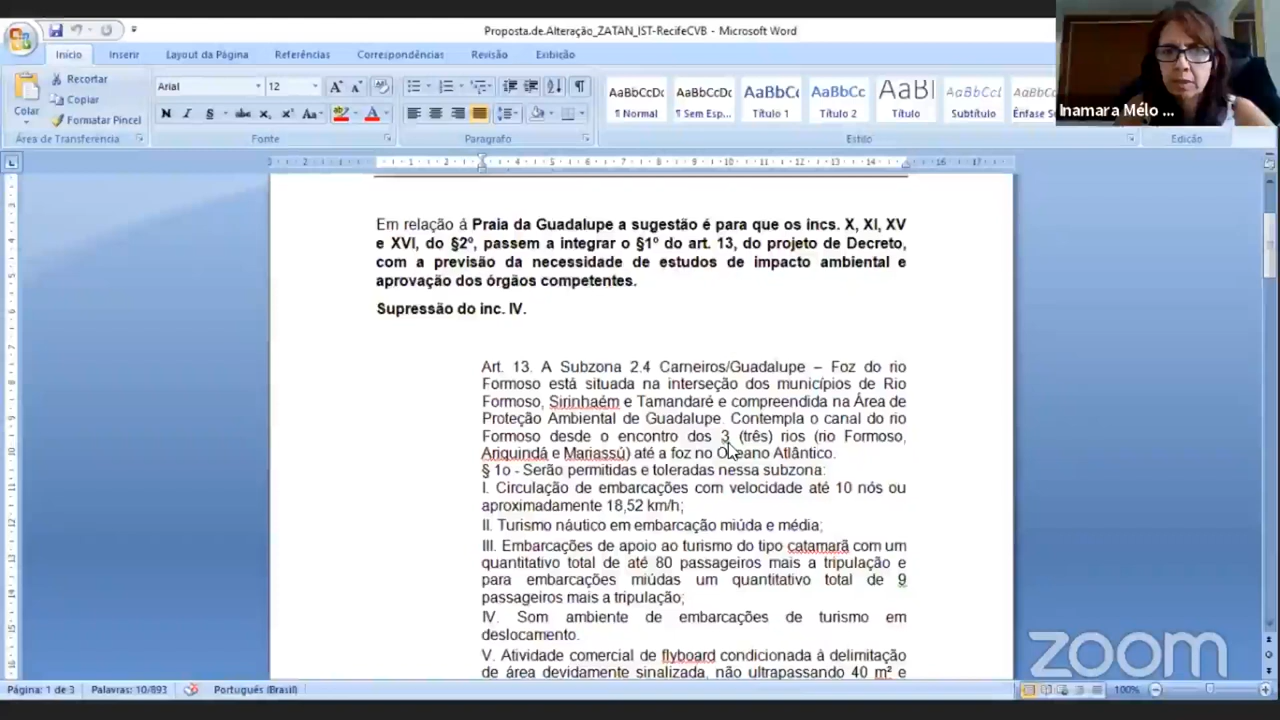 Proposta.de.Alteração_ZATAN_IST-RecifeCVB - Microsoft Word
Início Inserir Layout da Página Referências Correspondências Revisão Exibição
Recortar
Copiar
Formatar Pincel
Colar
Área de Transferência
Arial 12
N I S abc x₂ x² Aa
Fonte
Parágrafo
AaBbCcDc AaBbCcDc AaBbCc AaBbCc AaBb AaBbCcL AaBbCcDc
¶ Normal ¶ Sem Esp... Título 1 Título 2 Título Subtítulo Ênfase S
Estilo
Edição
Inamara Mélo ...
Em relação á Praia da Guadalupe a sugestão é para que os incs. X, XI, XV
e XVI, do §2º, passem a integrar o §1º do art. 13, do projeto de Decreto,
com a previsão da necessidade de estudos de impacto ambiental e
aprovação dos órgãos competentes.
Supressão do inc. IV.
Art. 13. A Subzona 2.4 Carneiros/Guadalupe – Foz do rio
Formoso está situada na interseção dos municípios de Rio
Formoso, Sirinhaém e Tamandaré e compreendida na Área de
Proteção Ambiental de Guadalupe. Contempla o canal do rio
Formoso desde o encontro dos 3 (três) rios (rio Formoso,
Ariquindá e Mariassú) até a foz no Oceano Atlântico.
§ 1o - Serão permitidas e toleradas nessa subzona:
I. Circulação de embarcações com velocidade até 10 nós ou
aproximadamente 18,52 km/h;
II. Turismo náutico em embarcação miúda e média;
III. Embarcações de apoio ao turismo do tipo catamarã com um
quantitativo total de até 80 passageiros mais a tripulação e
para embarcações miúdas um quantitativo total de 9
passageiros mais a tripulação;
IV. Som ambiente de embarcações de turismo em
deslocamento.
V. Atividade comercial de flyboard condicionada à delimitação
de área devidamente sinalizada, não ultrapassando 40 m² e
zoom
Página: 1 de 3 Palavras: 10/893 Português (Brasil) 100%